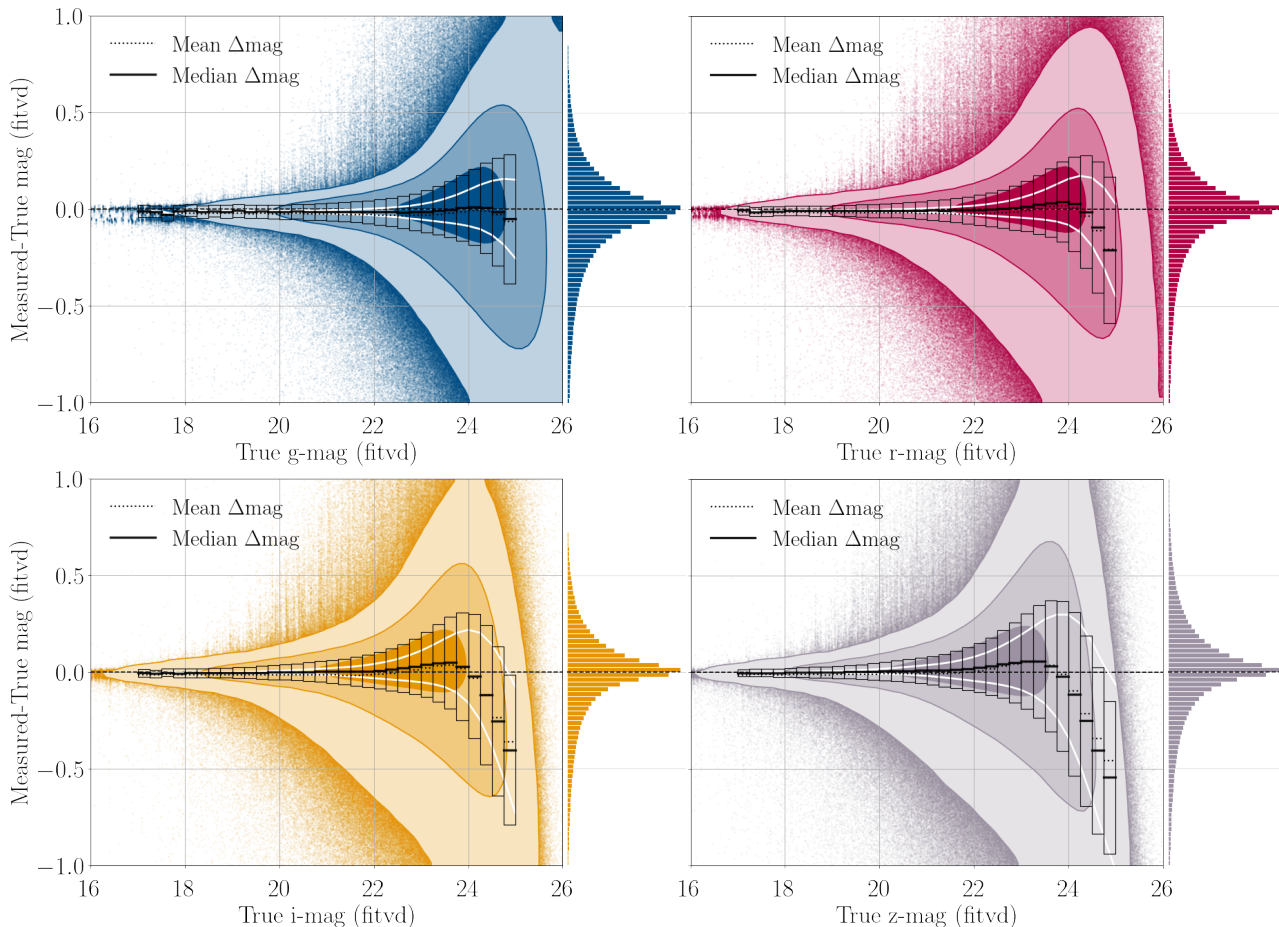 Measured-True mag (fitvd)
1.0
0.5
0.0
−0.5
−1.0
Mean Δmag
Median Δmag
16 18 20 22 24 26
True g-mag (fitvd)
Mean Δmag
Median Δmag
16 18 20 22 24 26
True r-mag (fitvd)
Measured-True mag (fitvd)
1.0
0.5
0.0
−0.5
−1.0
Mean Δmag
Median Δmag
16 18 20 22 24 26
True i-mag (fitvd)
Mean Δmag
Median Δmag
16 18 20 22 24 26
True z-mag (fitvd)